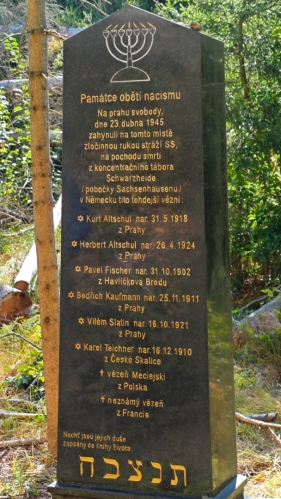 Památce obětí nacismu
Na prahu svobody,
dne 23.dubna 1945
zahynuli na tomto místě
zločinnou rukou stráží SS,
na pochodu smrti
z koncentračního tábora
Schwarzheide
/pobočky Sachsenhausenu/
v Německu tito tehdejší vězni:
✡ Kurt Altschul nar. 31.5.1918
z Prahy
✡ Herbert Altschul nar. 26.4.1924
z Prahy
✡ Pavel Fischer nar. 31.10.1902
z Havlíčkova Brodu
✡ Bedřich Kaufmann nar. 25.11.1911
z Prahy
✡ Vilém Slatin nar. 16.10.1921
z Prahy
✡ Karel Teichner nar. 16.12.1910
z České Skalice
† vězeň Meciejski
z Polska
† neznámý vězeň
z Francie
Nechť jsou jejich duše
zapsány do knihy života.
תנצבה